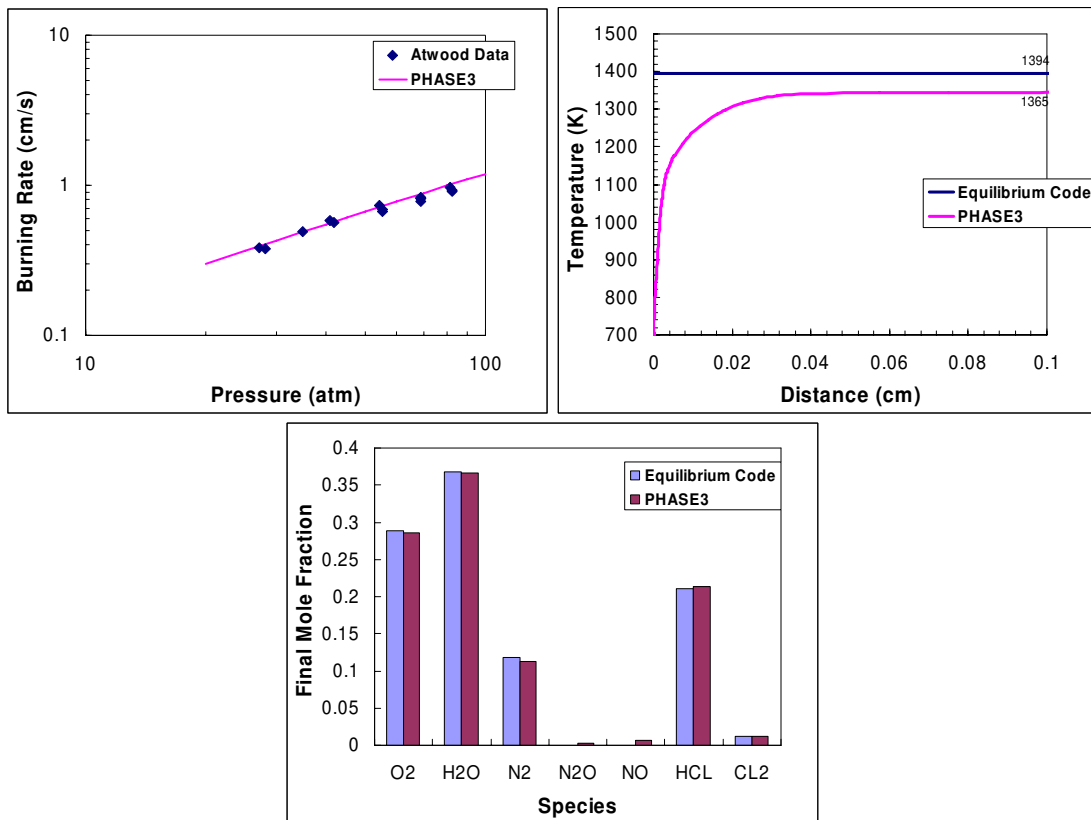 10
1
0.1
10
100
Burning Rate (cm/s)
Pressure (atm)
Atwood Data
PHASE3
1500
1400
1300
1200
1100
1000
900
800
700
0
0.02
0.04
0.06
0.08
0.1
Temperature (K)
Distance (cm)
1394
1365
Equilibrium Code
PHASE3
0.4
0.35
0.3
0.25
0.2
0.15
0.1
0.05
0
Final Mole Fraction
Equilibrium Code
PHASE3
O2
H2O
N2
N2O
NO
HCL
CL2
Species